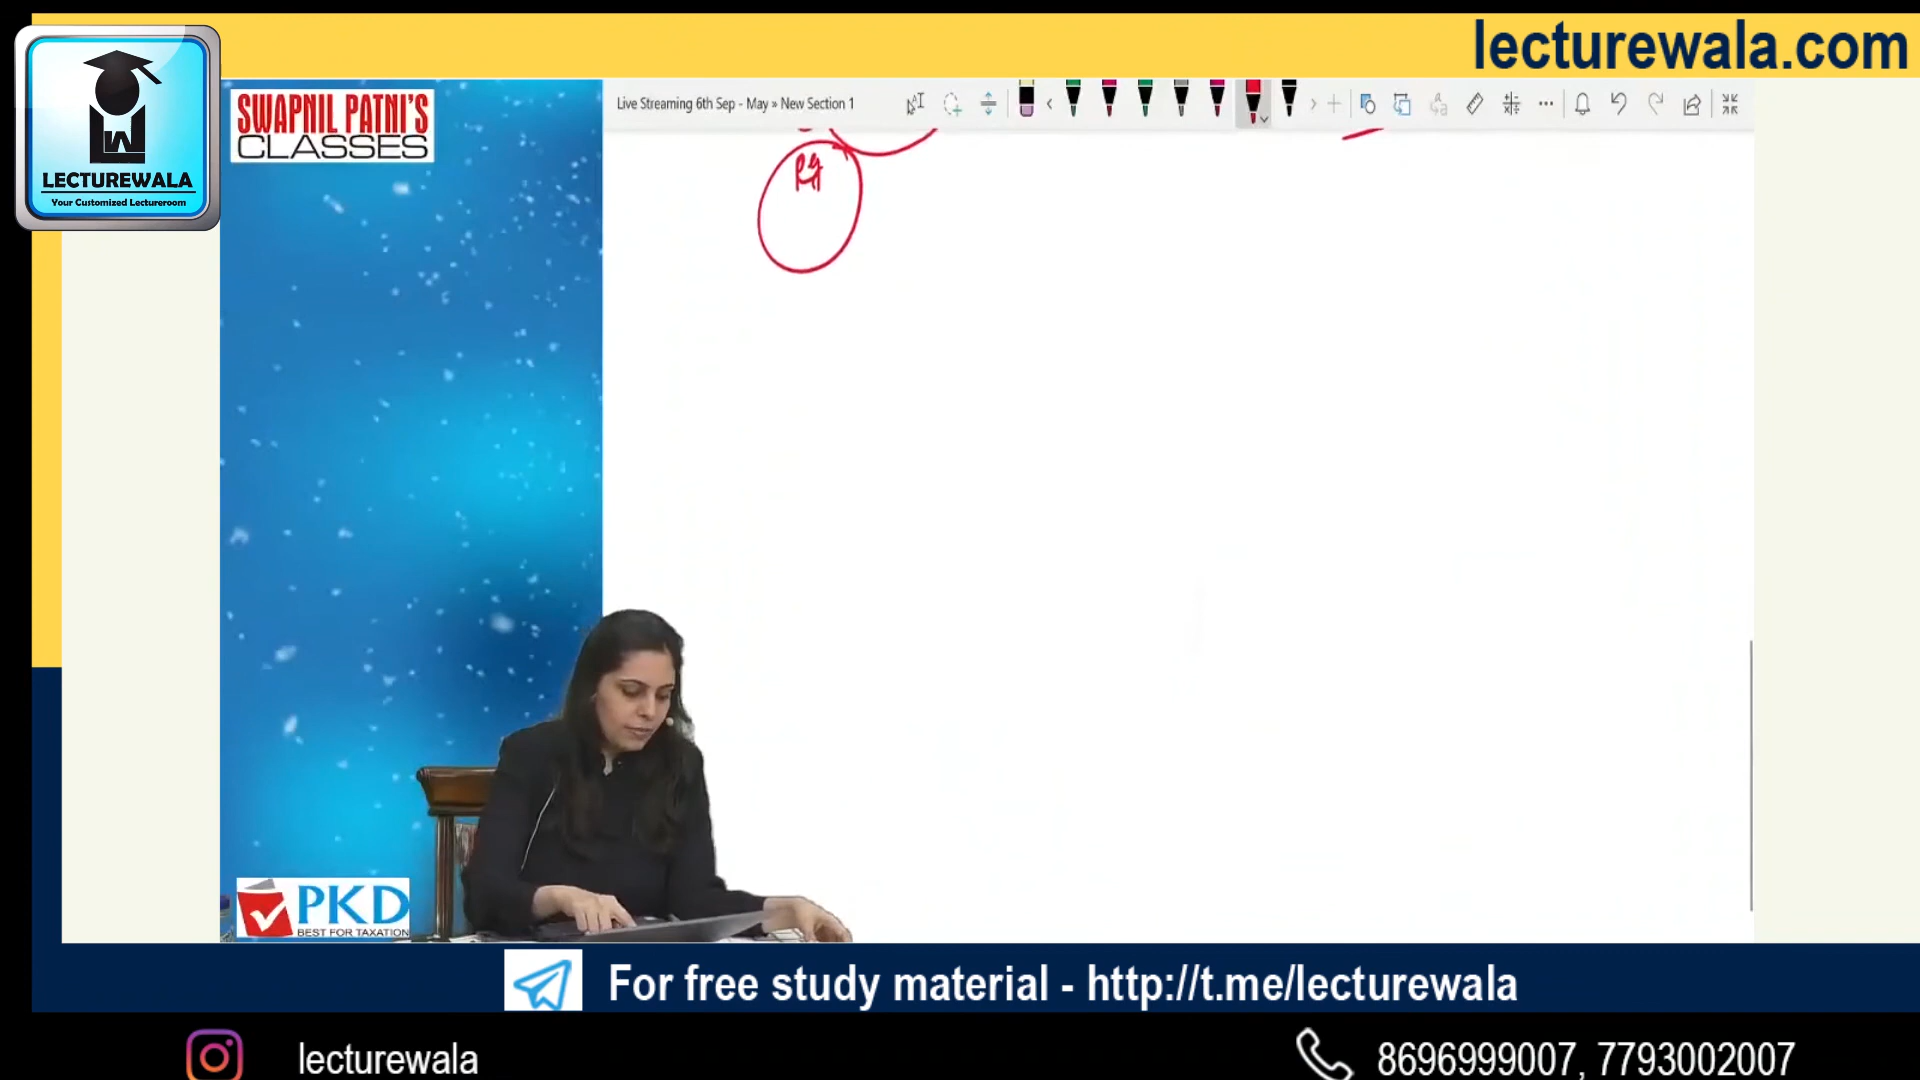 lecturewala.com
SWAPNIL PATNI'S
CLASSES
Live Streaming 6th Sep - May » New Section 1
LW
LECTUREWALA
Your Customized Lectureroom
PKD
BEST FOR TAXATION
For free study material - http://t.me/lecturewala
lecturewala
8696999007, 7793002007